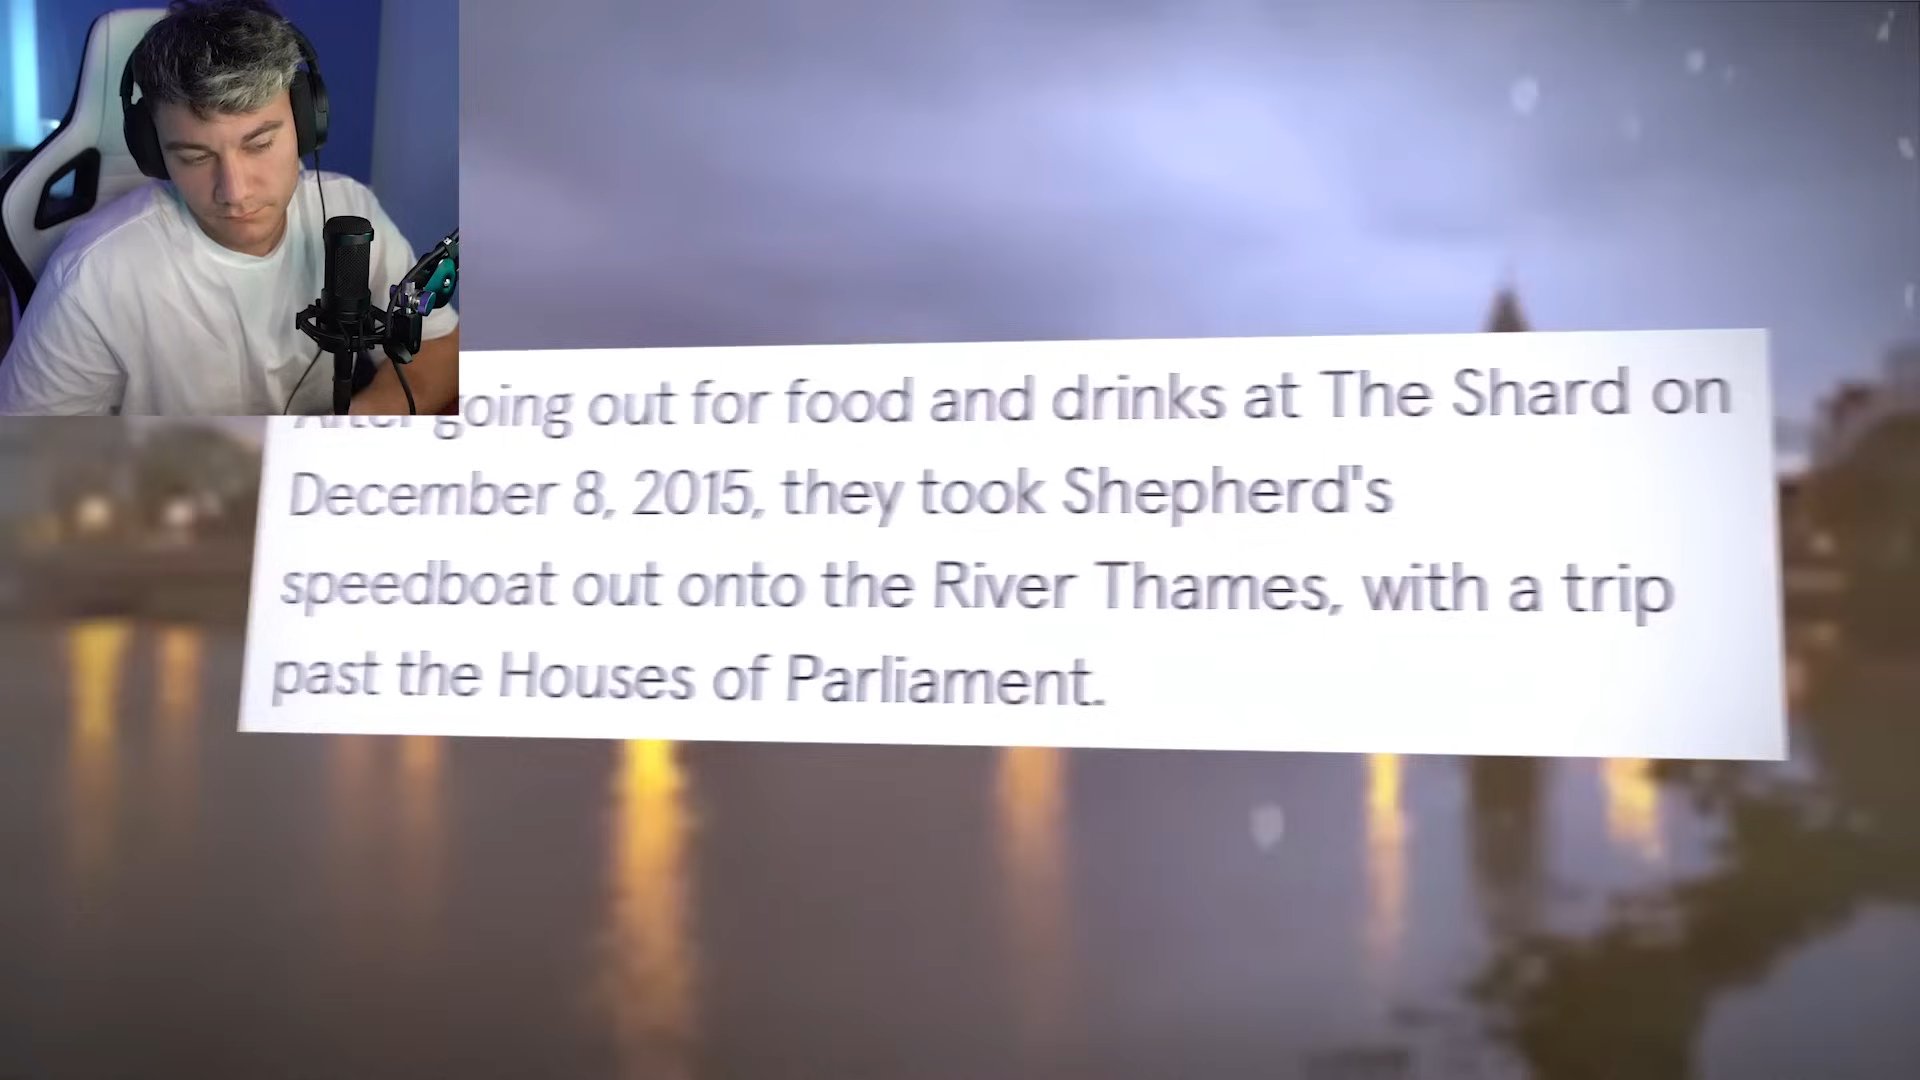 After going out for food and drinks at The Shard on
December 8, 2015, they took Shepherd's
speedboat out onto the River Thames, with a trip
past the Houses of Parliament.